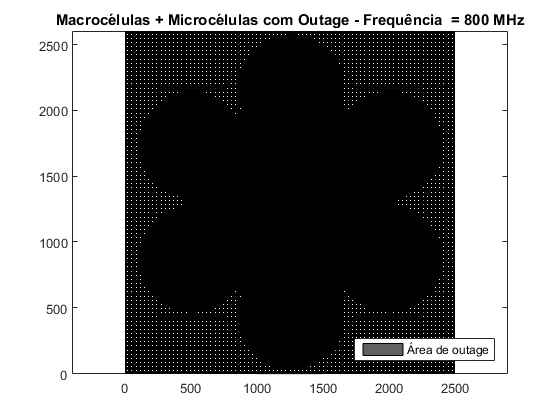 Macrocélulas + Microcélulas com Outage - Frequência = 800 MHz
2500
2000
1500
1000
500
0
Área de outage
0 500 1000 1500 2000 2500